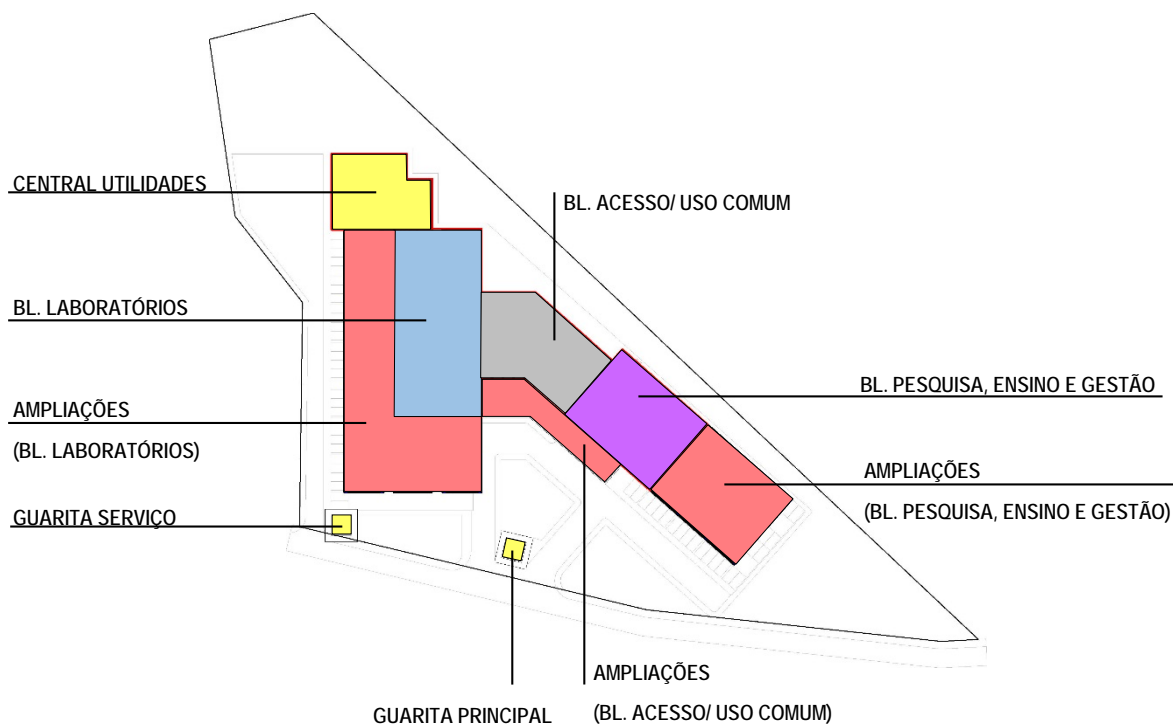 CENTRAL UTILIDADES
BL. ACESSO/ USO COMUM
BL. LABORATÓRIOS
BL. PESQUISA, ENSINO E GESTÃO
AMPLIAÇÕES
(BL. LABORATÓRIOS)
AMPLIAÇÕES
(BL. PESQUISA, ENSINO E GESTÃO)
GUARITA SERVIÇO
AMPLIAÇÕES
(BL. ACESSO/ USO COMUM)
GUARITA PRINCIPAL